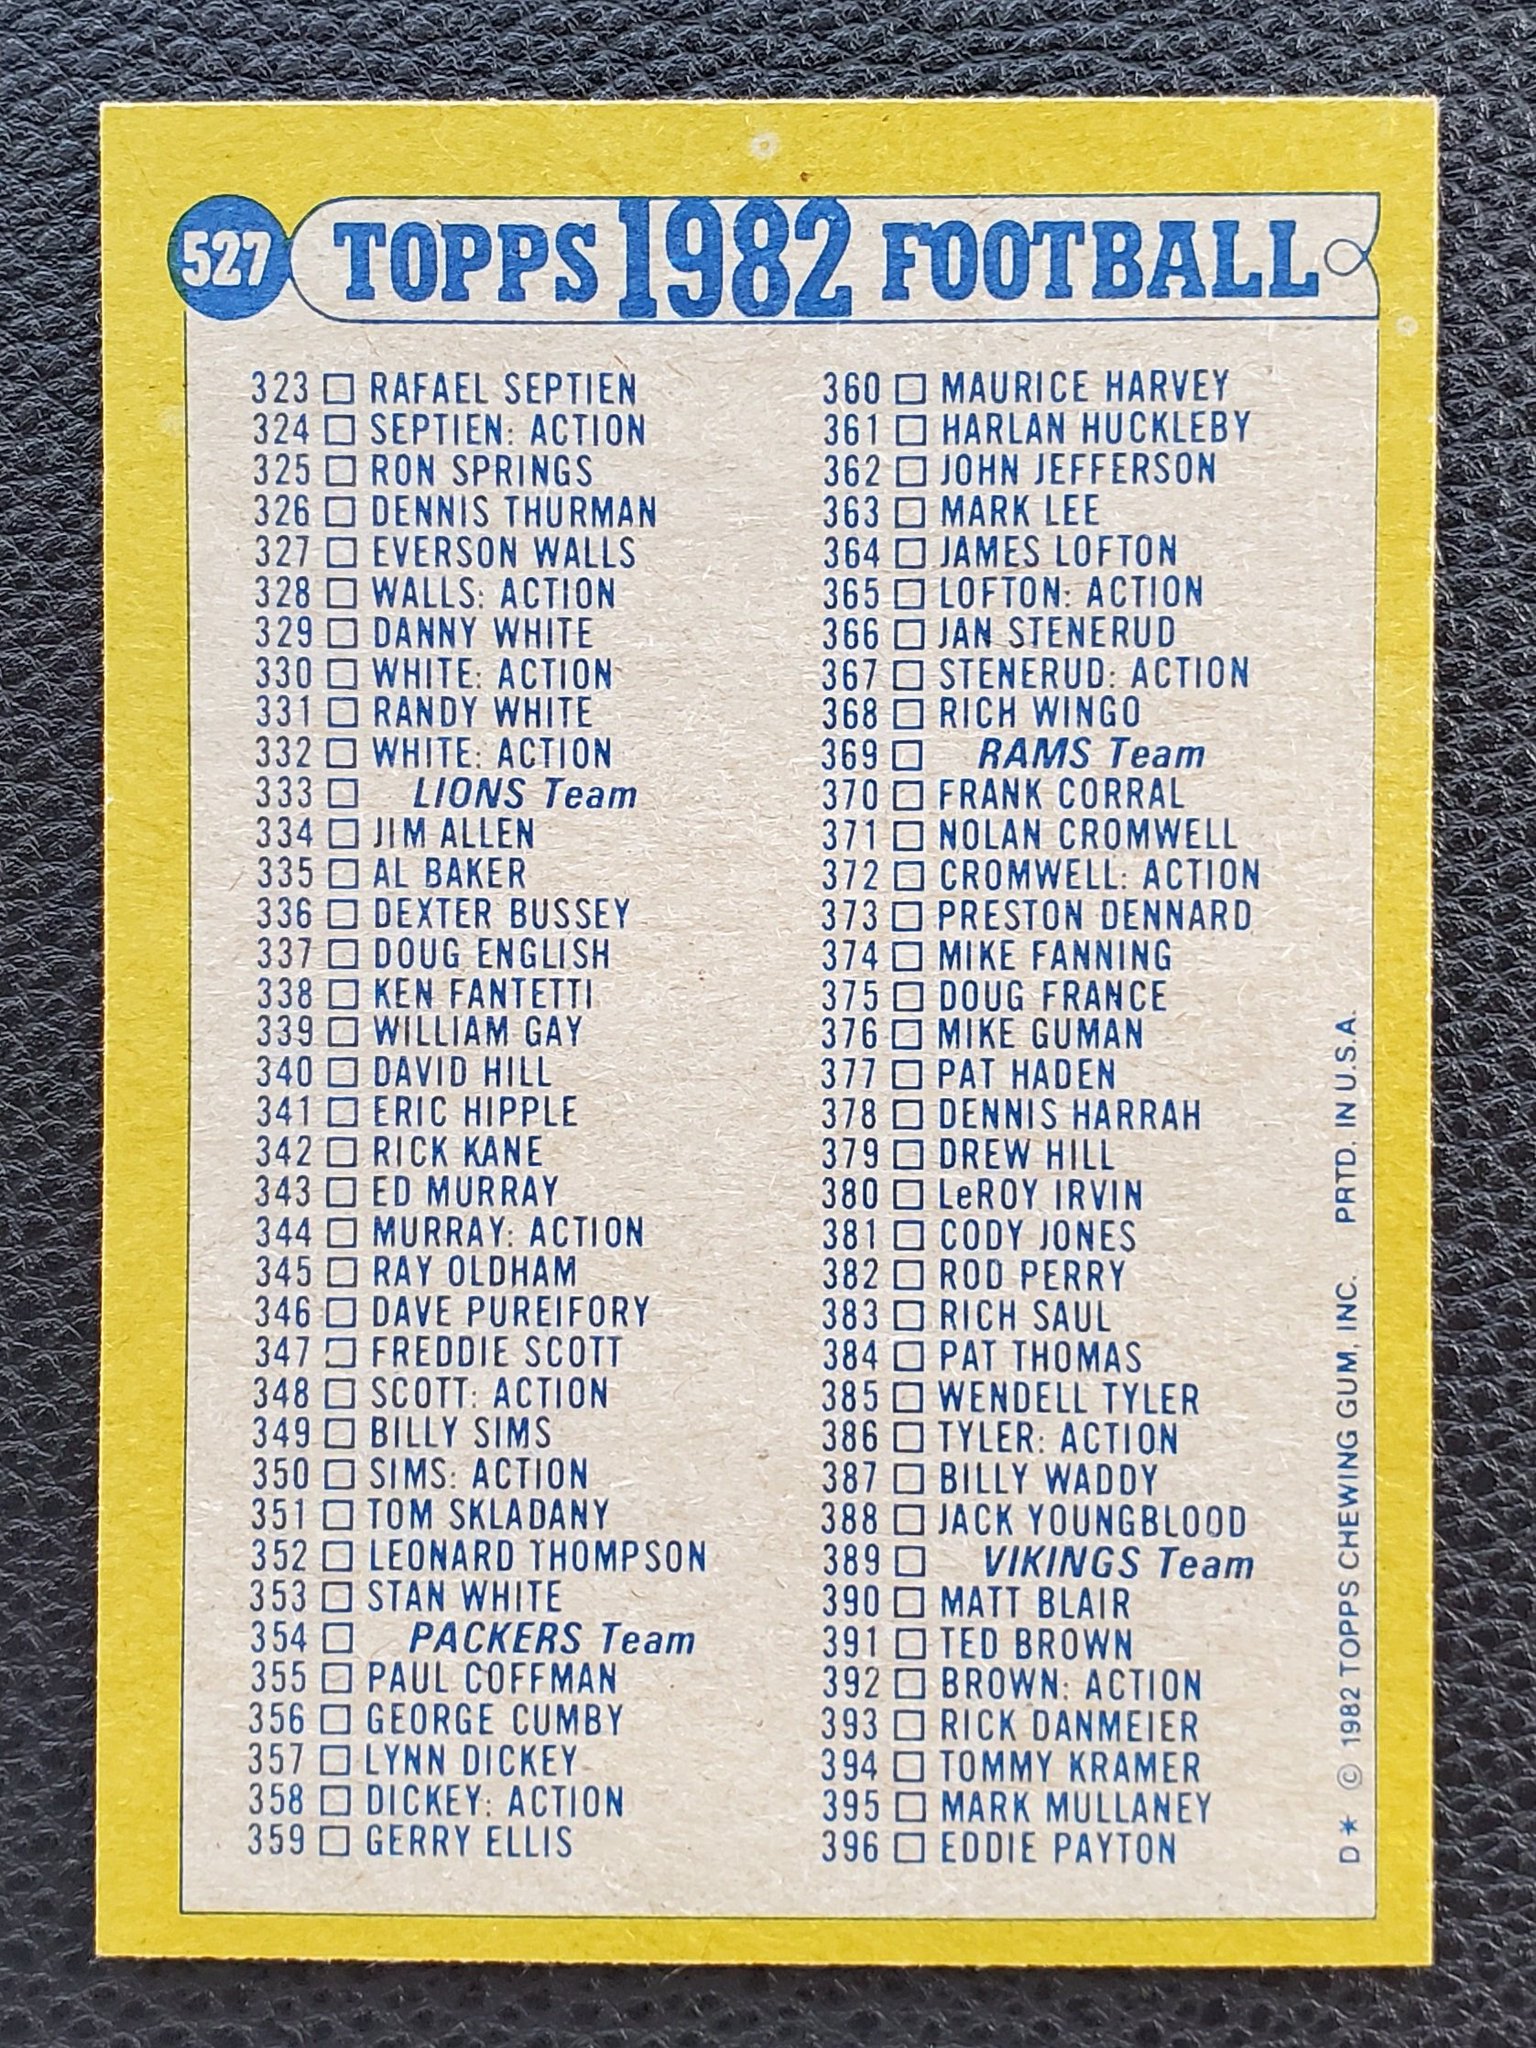 527 TOPPS 1982 FOOTBALL
323 RAFAEL SEPTIEN
324 SEPTIEN: ACTION
325 RON SPRINGS
326 DENNIS THURMAN
327 EVERSON WALLS
328 WALLS: ACTION
329 DANNY WHITE
330 WHITE: ACTION
331 RANDY WHITE
332 WHITE: ACTION
333 LIONS Team
334 JIM ALLEN
335 AL BAKER
336 DEXTER BUSSEY
337 DOUG ENGLISH
338 KEN FANTETTI
339 WILLIAM GAY
340 DAVID HILL
341 ERIC HIPPLE
342 RICK KANE
343 ED MURRAY
344 MURRAY: ACTION
345 RAY OLDHAM
346 DAVE PUREIFORY
347 FREDDIE SCOTT
348 SCOTT: ACTION
349 BILLY SIMS
350 SIMS: ACTION
351 TOM SKLADANY
352 LEONARD THOMPSON
353 STAN WHITE
354 PACKERS Team
355 PAUL COFFMAN
356 GEORGE CUMBY
357 LYNN DICKEY
358 DICKEY: ACTION
359 GERRY ELLIS
360 MAURICE HARVEY
361 HARLAN HUCKLEBY
362 JOHN JEFFERSON
363 MARK LEE
364 JAMES LOFTON
365 LOFTON: ACTION
366 JAN STENERUD
367 STENERUD: ACTION
368 RICH WINGO
369 RAMS Team
370 FRANK CORRAL
371 NOLAN CROMWELL
372 CROMWELL: ACTION
373 PRESTON DENNARD
374 MIKE FANNING
375 DOUG FRANCE
376 MIKE GUMAN
377 PAT HADEN
378 DENNIS HARRAH
379 DREW HILL
380 LeROY IRVIN
381 CODY JONES
382 ROD PERRY
383 RICH SAUL
384 PAT THOMAS
385 WENDELL TYLER
386 TYLER: ACTION
387 BILLY WADDY
388 JACK YOUNGBLOOD
389 VIKINGS Team
390 MATT BLAIR
391 TED BROWN
392 BROWN: ACTION
393 RICK DANMEIER
394 TOMMY KRAMER
395 MARK MULLANEY
396 EDDIE PAYTON
D* © 1982 TOPPS CHEWING GUM, INC. PRTD. IN U.S.A.